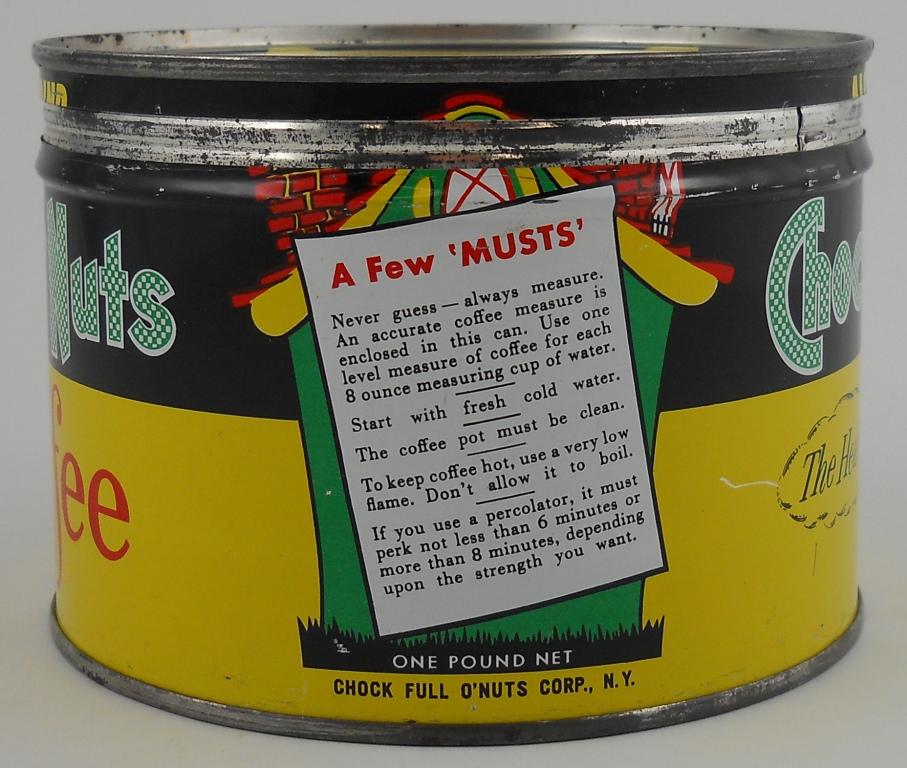 Nuts
Choc
A Few 'MUSTS'
Never guess — always measure.
An accurate coffee measure is
enclosed in this can. Use one
level measure of coffee for each
8 ounce measuring cup of water.
Start with fresh cold water.
The coffee pot must be clean.
To keep coffee hot, use a very low
flame. Don't allow it to boil.
If you use a percolator, it must
perk not less than 6 minutes or
more than 8 minutes, depending
upon the strength you want.
fee
The He
ONE POUND NET
CHOCK FULL O'NUTS CORP., N.Y.